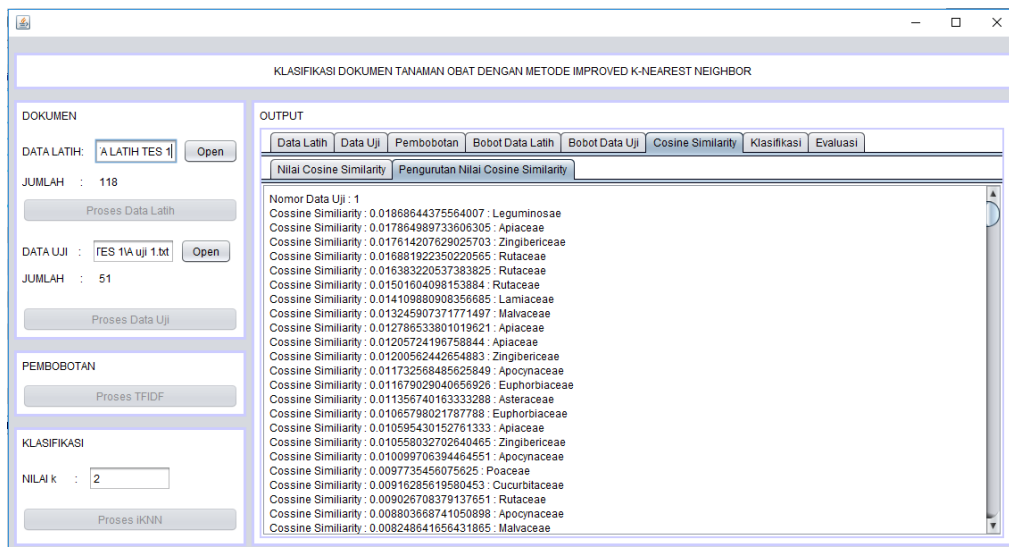 KLASIFIKASI DOKUMEN TANAMAN OBAT DENGAN METODE IMPROVED K-NEAREST NEIGHBOR
DOKUMEN
DATA LATIH: 'A LATIH TES 1 Open
JUMLAH : 118
Proses Data Latih
DATA UJI : TES 1\A uji 1.txt Open
JUMLAH : 51
Proses Data Uji
PEMBOBOTAN
Proses TFIDF
KLASIFIKASI
NILAI k : 2
Proses IKNN
OUTPUT
Data Latih Data Uji Pembobotan Bobot Data Latih Bobot Data Uji Cosine Similarity Klasifikasi Evaluasi
Nilai Cosine Similarity Pengurutan Nilai Cosine Similarity
Nomor Data Uji : 1
Cossine Similiarity : 0.01868644375564007 : Leguminosae
Cossine Similiarity : 0.017864989733606305 : Apiaceae
Cossine Similiarity : 0.017614207629025703 : Zingibericeae
Cossine Similiarity : 0.016881922350220565 : Rutaceae
Cossine Similiarity : 0.016383220537383825 : Rutaceae
Cossine Similiarity : 0.01501604098153884 : Rutaceae
Cossine Similiarity : 0.014109880908356685 : Lamiaceae
Cossine Similiarity : 0.013245907371771497 : Malvaceae
Cossine Similiarity : 0.012786533801019621 : Apiaceae
Cossine Similiarity : 0.01205724196758844 : Apiaceae
Cossine Similiarity : 0.01200562442654883 : Zingibericeae
Cossine Similiarity : 0.011732568485625849 : Apocynaceae
Cossine Similiarity : 0.011679029040656926 : Euphorbiaceae
Cossine Similiarity : 0.011356740163333288 : Asteraceae
Cossine Similiarity : 0.01065798021787788 : Euphorbiaceae
Cossine Similiarity : 0.010595430152761333 : Apiaceae
Cossine Similiarity : 0.010558032702640465 : Zingibericeae
Cossine Similiarity : 0.010099706394464551 : Apocynaceae
Cossine Similiarity : 0.0097735456075625 : Poaceae
Cossine Similiarity : 0.00916285619580453 : Cucurbitaceae
Cossine Similiarity : 0.009026708379137651 : Rutaceae
Cossine Similiarity : 0.008803668741050898 : Apocynaceae
Cossine Similiarity : 0.008248641656431865 : Malvaceae